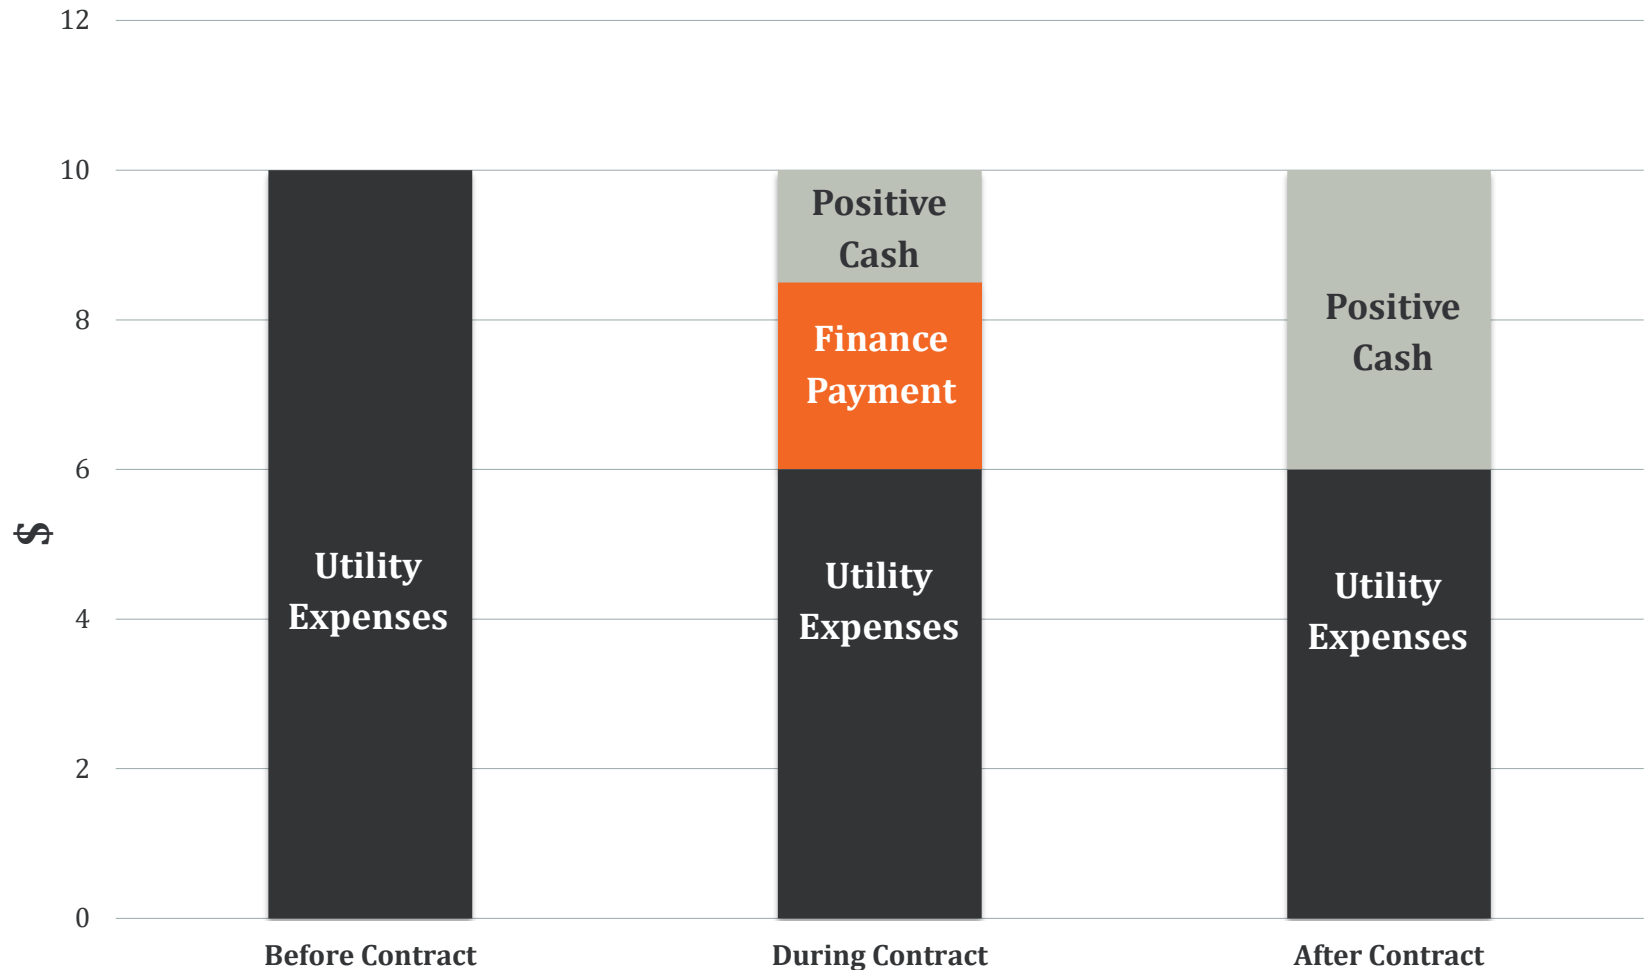 12
10
8
6
4
2
0
$
Utility
Expenses
Positive
Cash
Finance
Payment
Utility
Expenses
Positive
Cash
Utility
Expenses
Before Contract
During Contract
After Contract